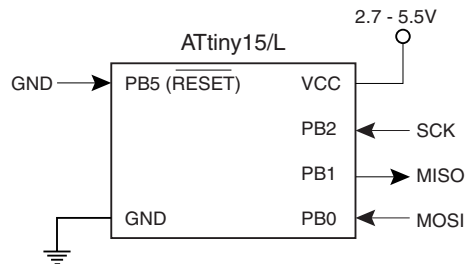 2.7 - 5.5V
ATtiny15/L
GND PB5 (RESET) VCC
PB2 SCK
PB1 MISO
GND PB0 MOSI